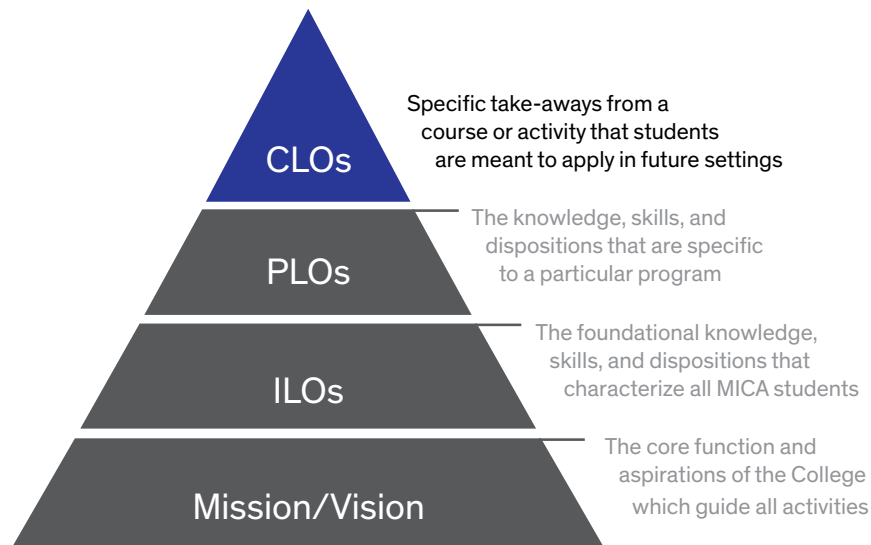 Specific take-aways from a
course or activity that students
are meant to apply in future settings
CLOs
The knowledge, skills, and
dispositions that are specific
to a particular program
PLOs
The foundational knowledge,
skills, and dispositions that
characterize all MICA students
ILOs
The core function and
aspirations of the College
which guide all activities
Mission/Vision